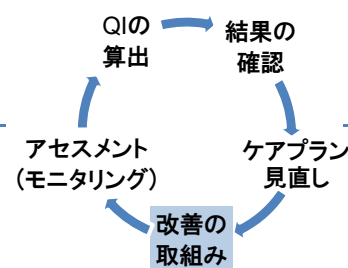 QIの
算出
結果の
確認
ケアプラン
見直し
改善の
取組み
アセスメント
(モニタリング)